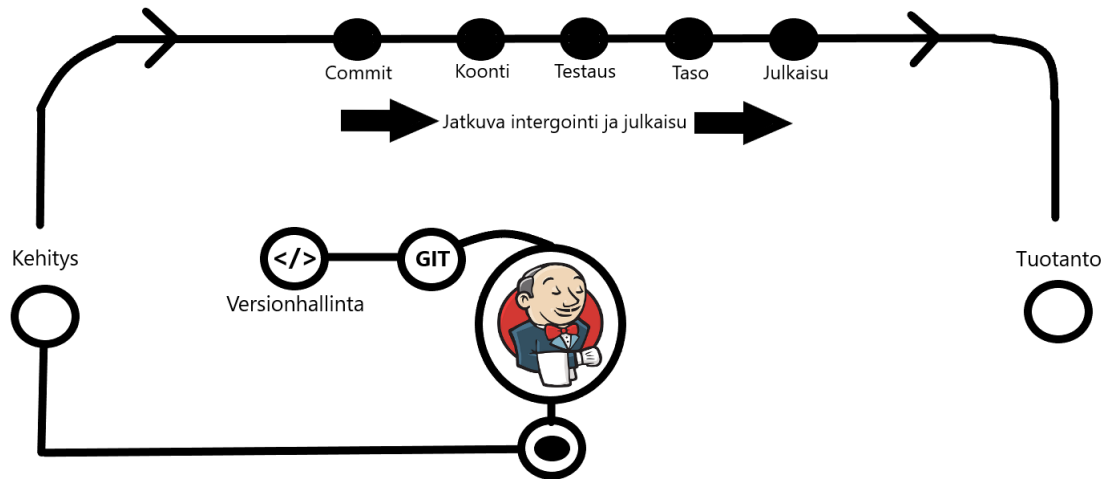 Commit
Koonti
Testaus
Taso
Julkaisu
Jatkuva intergointi ja julkaisu
Kehitys
</>
GIT
Versionhallinta
Tuotanto